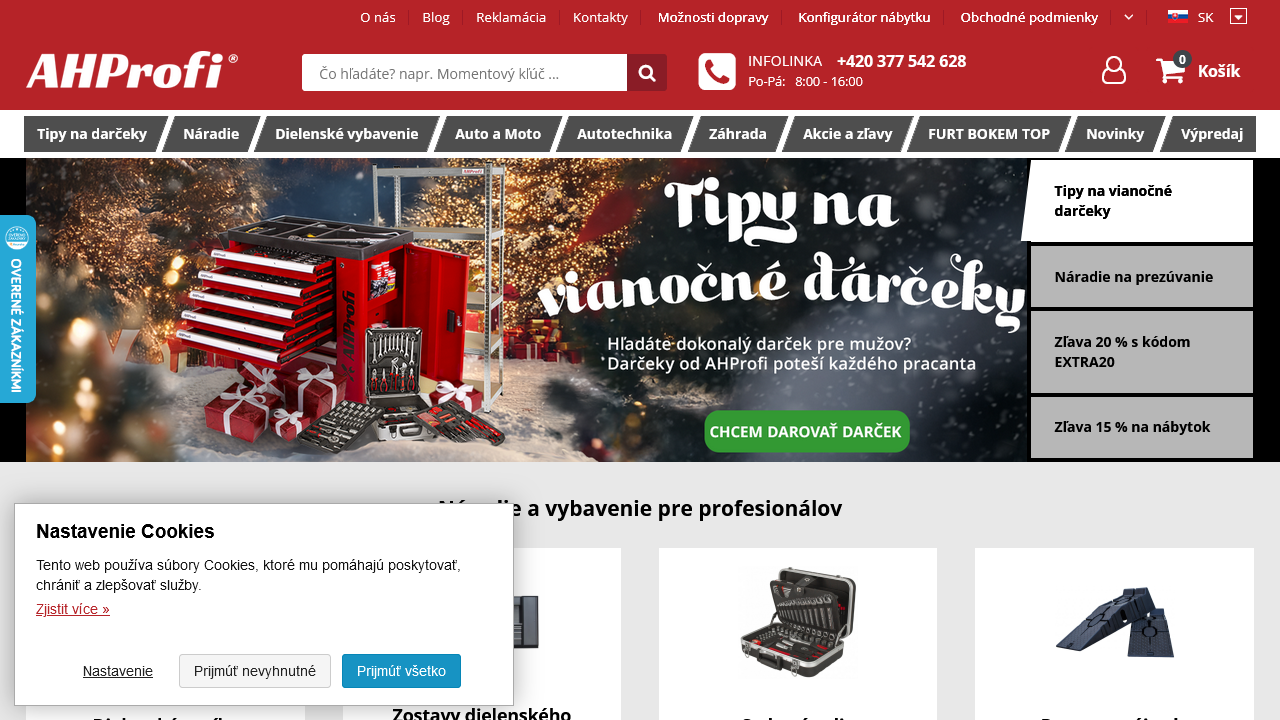 O nás
Blog
Reklamácia
Kontakty
Možnosti dopravy
Konfigurátor nábytku
Obchodné podmienky
SK
AHProfi®
Čo hľadáte? napr. Momentový kľúč ...
INFOLINKA +420 377 542 628
Po-Pá: 8:00 - 16:00
0
Košík
Tipy na darčeky
Náradie
Dielenské vybavenie
Auto a Moto
Autotechnika
Záhrada
Akcie a zľavy
FURT BOKEM TOP
Novinky
Výpredaj
Tipy na
vianočné darčeky
Hľadáte dokonalý darček pre mužov?
Darčeky od AHProfi poteší každého pracanta
CHCEM DAROVAŤ DARČEK
Tipy na vianočné
darčeky
Náradie na prezúvanie
Zľava 20 % s kódom
EXTRA20
Zľava 15 % na nábytok
OVERENÉ ZÁKAZNÍKMI
Náradie a vybavenie pre profesionálov
Nastavenie Cookies
Tento web používa súbory Cookies, ktoré mu pomáhajú poskytovať,
chrániť a zlepšovať služby.
Zjistit více »
Nastavenie
Prijmúť nevyhnutné
Prijmúť všetko
Zostavy dielenského